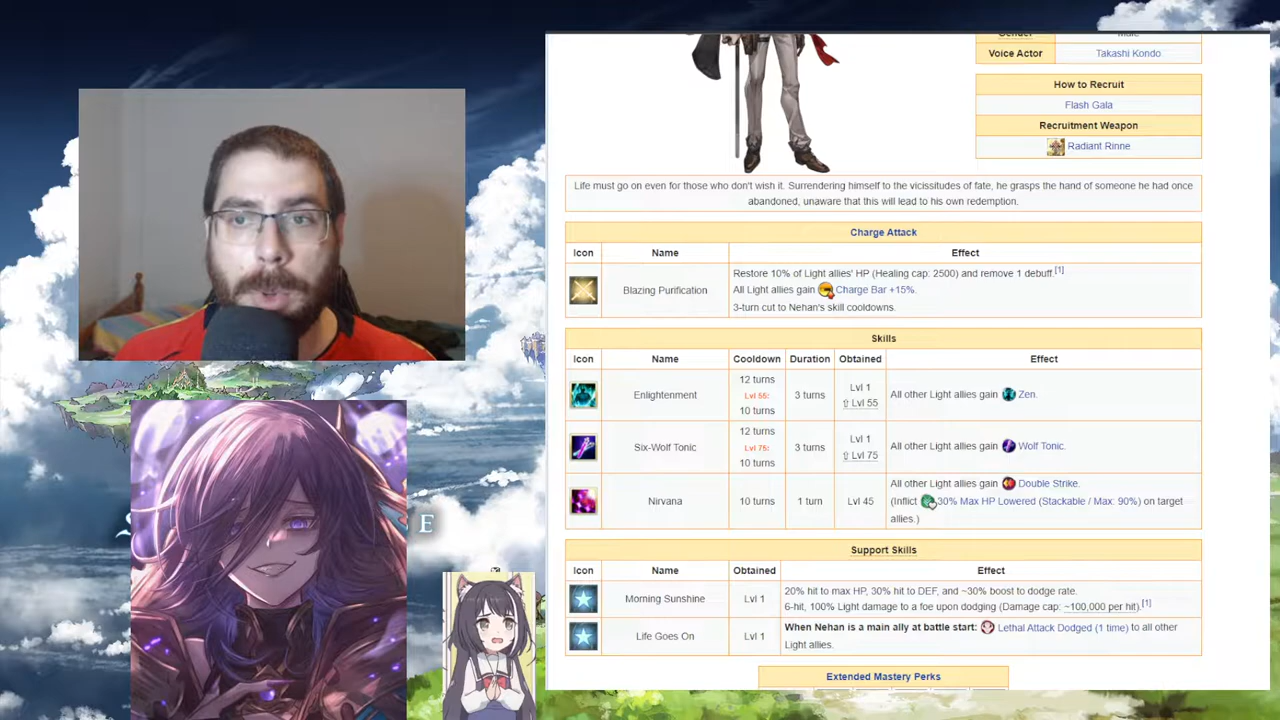 Gender Male
Voice Actor Takashi Kondo
How to Recruit
Flash Gala
Recruitment Weapon
Radiant Rinne
Life must go on even for those who don't wish it. Surrendering himself to the vicissitudes of fate, he grasps the hand of someone he had once
abandoned, unaware that this will lead to his own redemption.
Charge Attack
Icon Name Effect
Blazing Purification
Restore 10% of Light allies' HP (Healing cap: 2500) and remove 1 debuff.[1]
All Light allies gain Charge Bar +15%.
3-turn cut to Nehan's skill cooldowns.
Skills
Icon Name Cooldown Duration Obtained Effect
Enlightenment
12 turns
Lvl 55:
10 turns
3 turns
Lvl 1
⇧ Lvl 55
All other Light allies gain Zen.
Six-Wolf Tonic
12 turns
Lvl 75:
10 turns
3 turns
Lvl 1
⇧ Lvl 75
All other Light allies gain Wolf Tonic.
Nirvana 10 turns 1 turn Lvl 45
All other Light allies gain Double Strike.
(Inflict 30% Max HP Lowered (Stackable / Max: 90%) on target
allies.)
Support Skills
Icon Name Obtained Effect
Morning Sunshine Lvl 1
20% hit to max HP, 30% hit to DEF, and ~30% boost to dodge rate.
6-hit, 100% Light damage to a foe upon dodging (Damage cap: ~100,000 per hit).[1]
Life Goes On Lvl 1
When Nehan is a main ally at battle start: Lethal Attack Dodged (1 time) to all other
Light allies.
Extended Mastery Perks
E